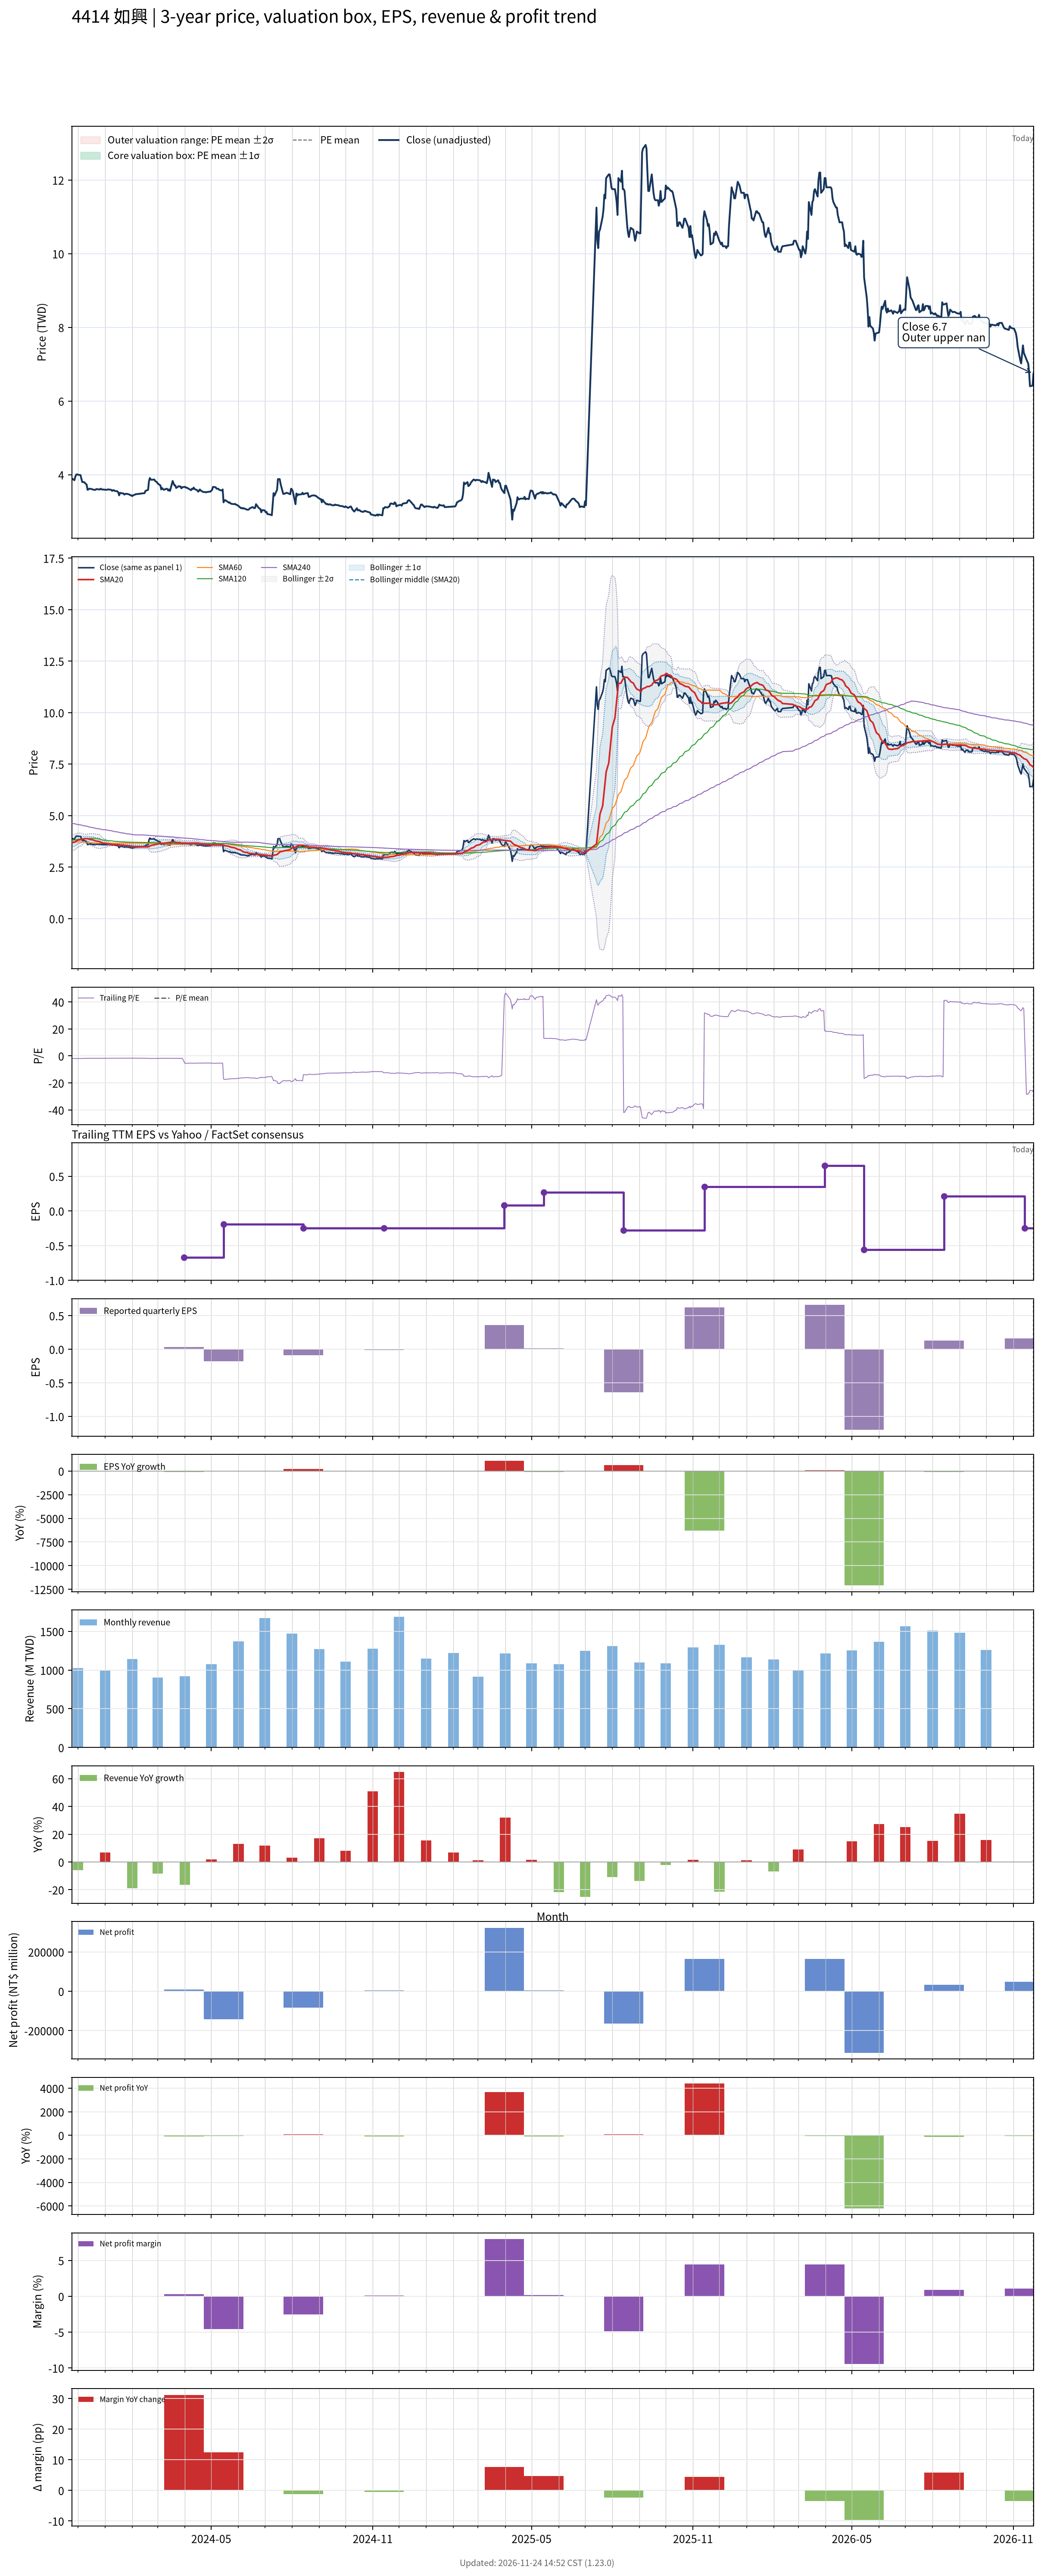 4414 如興 | 3-year price, valuation box, EPS, revenue & profit trend
Outer valuation range: PE mean ±2σ
PE mean
Close (unadjusted)
Core valuation box: PE mean ±1σ
Today
12
10
8
6
4
Price (TWD)
Close 6.7
Outer upper nan
Close (same as panel 1)
SMA20
SMA60
SMA120
SMA240
Bollinger ±2σ
Bollinger ±1σ
Bollinger middle (SMA20)
17.5
15.0
12.5
10.0
7.5
5.0
2.5
0.0
Price
Trailing P/E
P/E mean
40
20
0
-20
-40
P/E
Trailing TTM EPS vs Yahoo / FactSet consensus
Today
0.5
0.0
-0.5
-1.0
EPS
Reported quarterly EPS
0.5
0.0
-0.5
-1.0
EPS
EPS YoY growth
0
-2500
-5000
-7500
-10000
-12500
YoY (%)
Monthly revenue
1500
1000
500
0
Revenue (M TWD)
Revenue YoY growth
60
40
20
0
-20
YoY (%)
Month
Net profit
200000
0
-200000
Net profit (NT$ million)
Net profit YoY
4000
2000
0
-2000
-4000
-6000
YoY (%)
Net profit margin
5
0
-5
-10
Margin (%)
Margin YoY change
30
20
10
0
-10
Δ margin (pp)
2024-05
2024-11
2025-05
2025-11
2026-05
2026-11
Updated: 2026-11-24 14:52 CST (1.23.0)